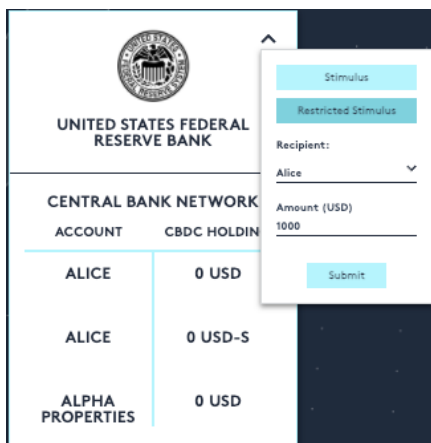 UNITED STATES FEDERAL
RESERVE BANK
CENTRAL BANK NETWORK
ACCOUNT CBDC HOLDIN
ALICE 0 USD
ALICE 0 USD-S
ALPHA
PROPERTIES 0 USD
Stimulus
Restricted Stimulus
Recipient:
Alice
Amount (USD)
1000
Submit